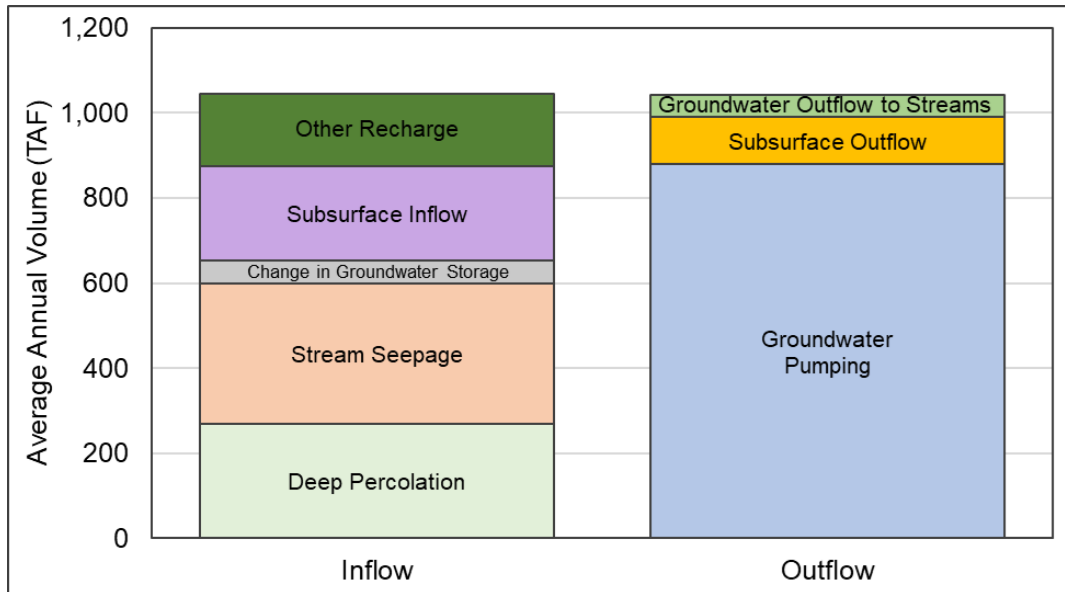 Average Annual Volume (TAF)
1,200
1,000
800
600
400
200
0
Other Recharge
Subsurface Inflow
Change in Groundwater Storage
Stream Seepage
Deep Percolation
Groundwater Outflow to Streams
Subsurface Outflow
Groundwater
Pumping
Inflow
Outflow